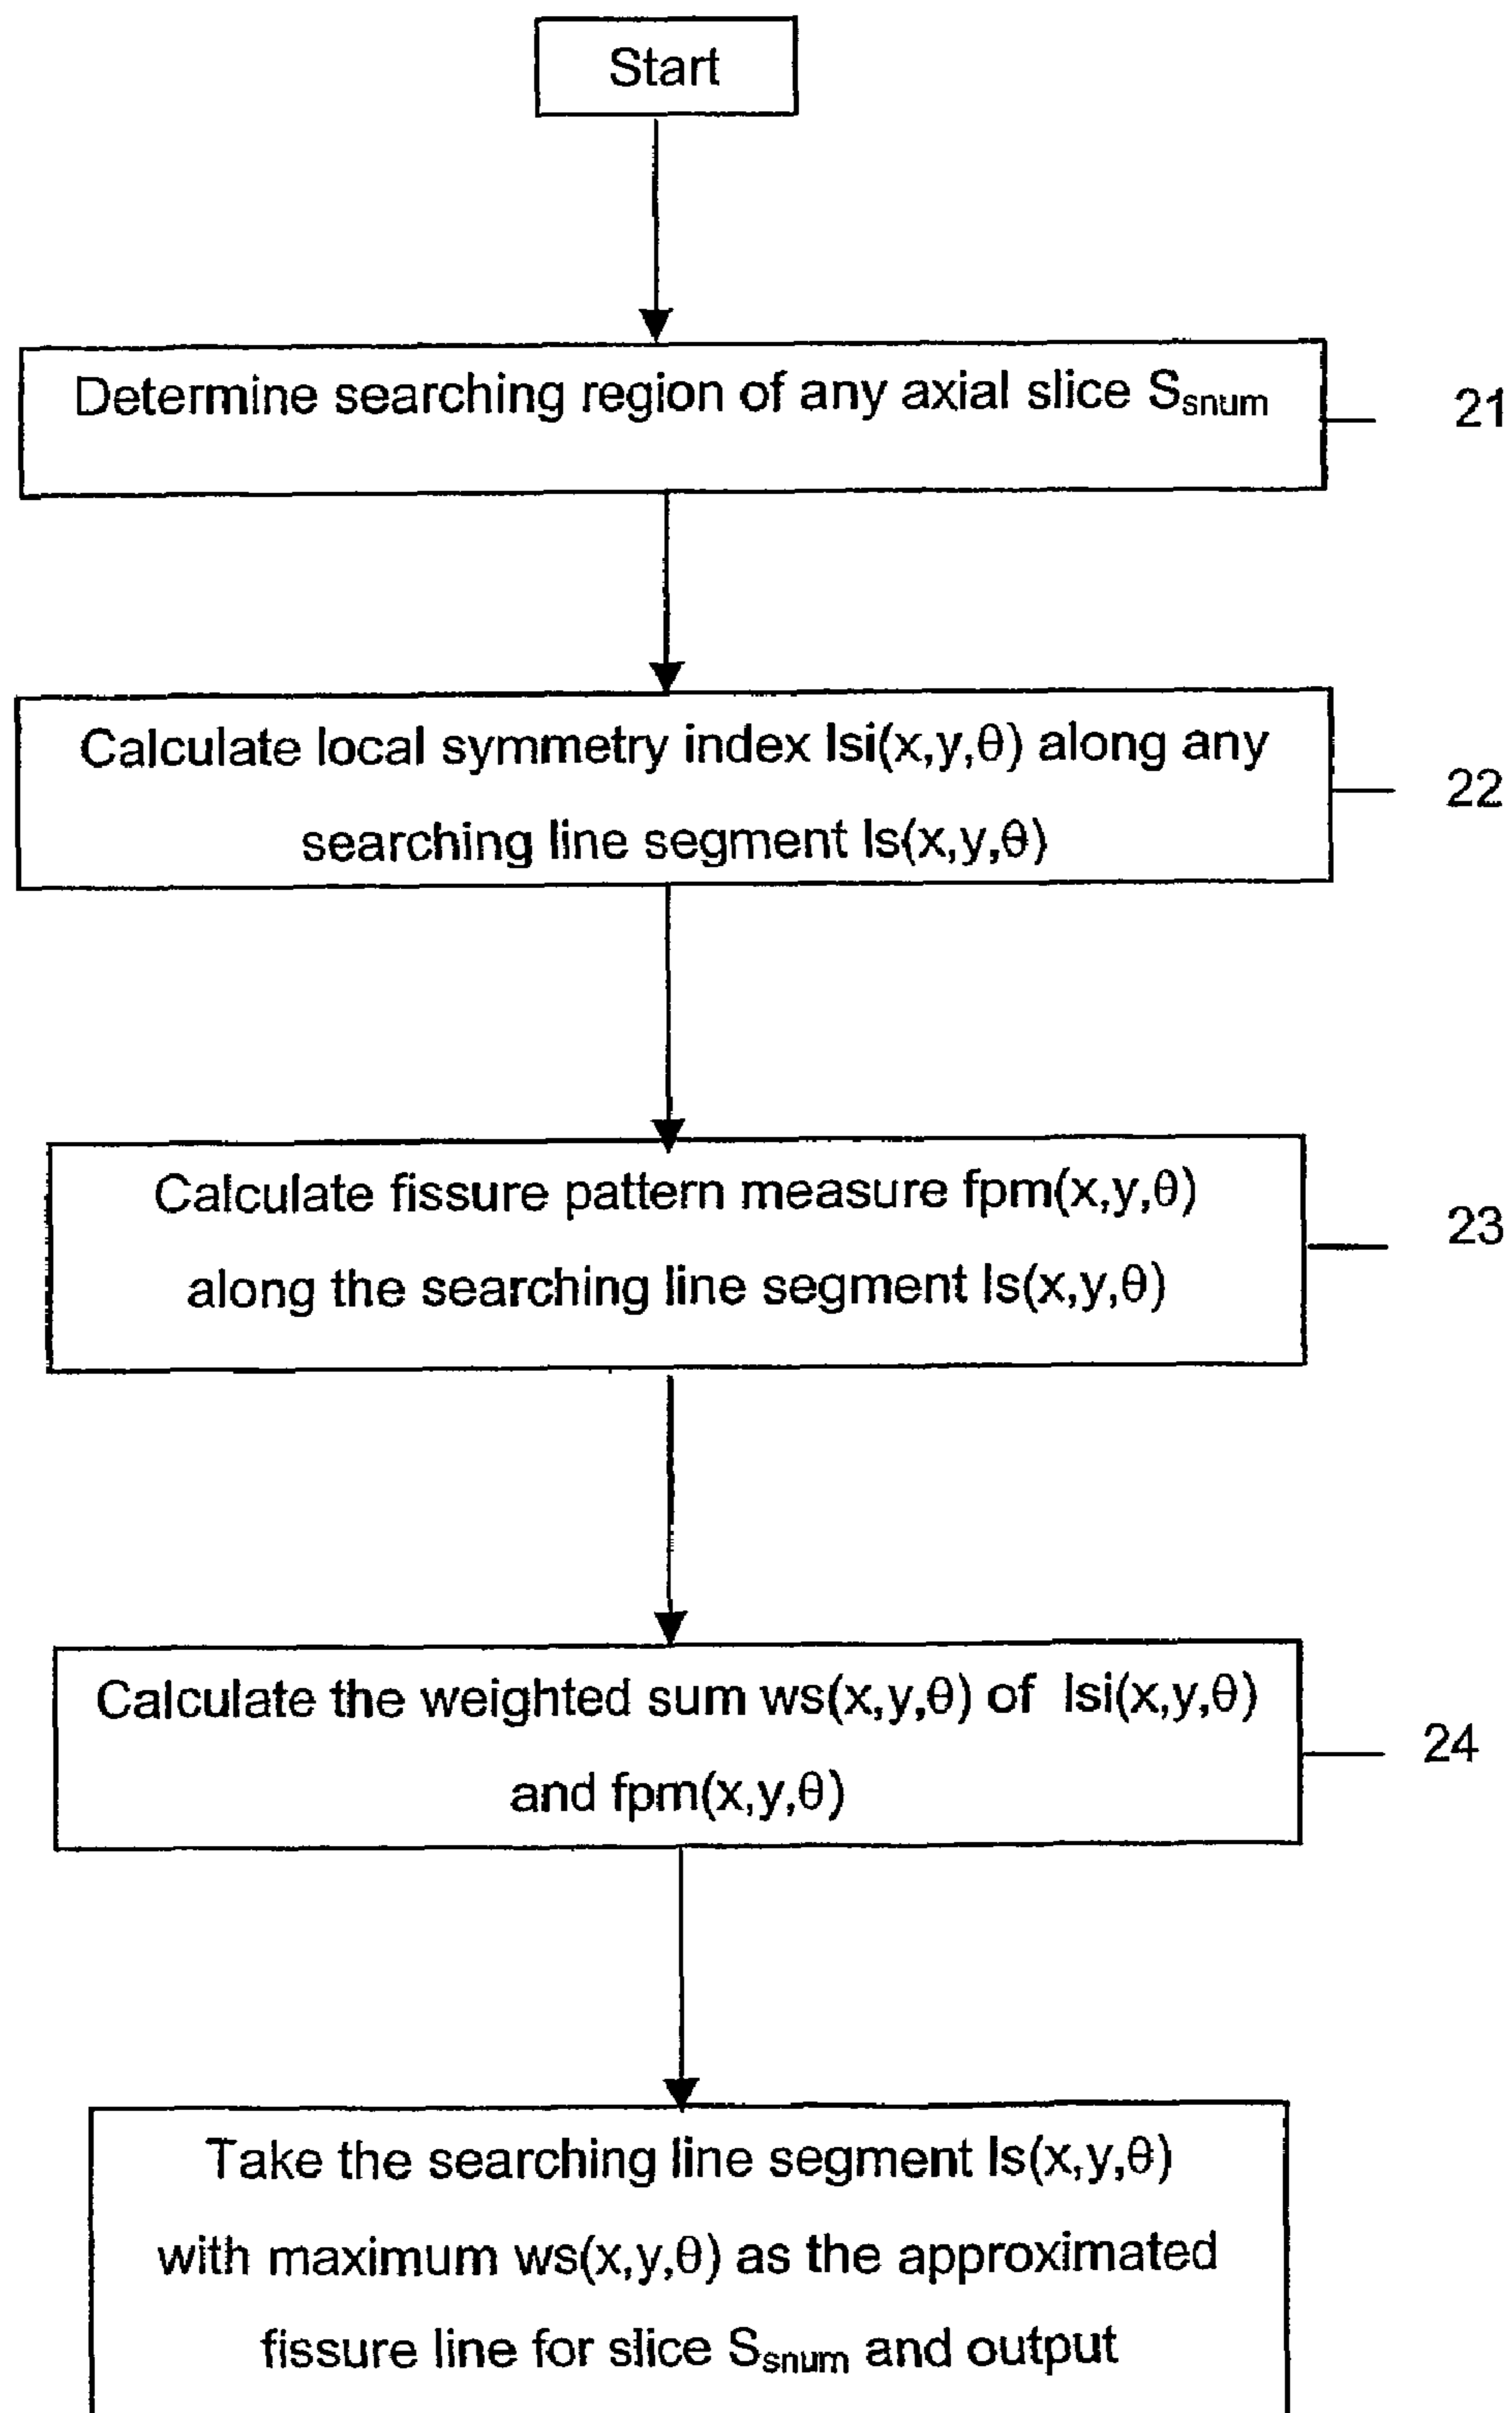 Start
Determine searching region of any axial slice Ssnum
21
Calculate local symmetry index lsi(x,y,θ) along any
searching line segment ls(x,y,θ)
22
Calculate fissure pattern measure fpm(x,y,θ)
along the searching line segment ls(x,y,θ)
23
Calculate the weighted sum ws(x,y,θ) of lsi(x,y,θ)
and fpm(x,y,θ)
24
Take the searching line segment ls(x,y,θ)
with maximum ws(x,y,θ) as the approximated
fissure line for slice Ssnum and output